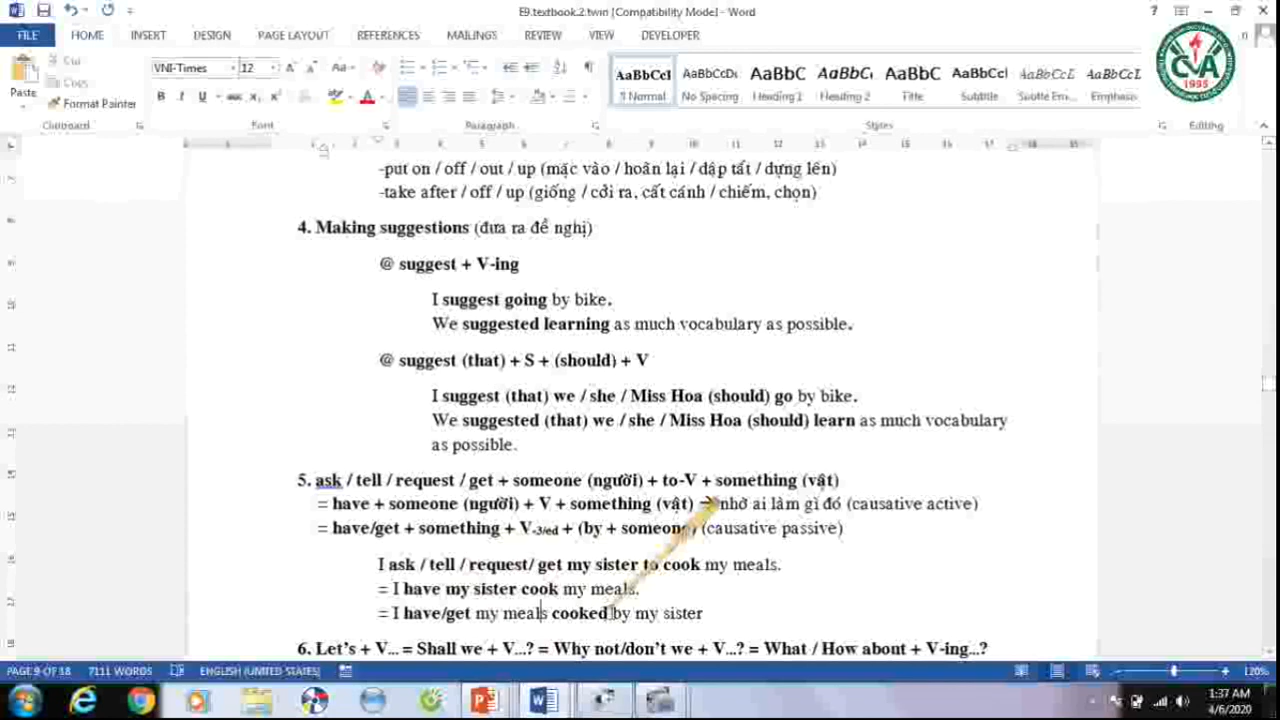 E9.textbook.2.twin [Compatibility Mode] - Word
FILE HOME INSERT DESIGN PAGE LAYOUT REFERENCES MAILINGS REVIEW VIEW DEVELOPER
Paste
Cut
Copy
Format Painter
VNI-Times 12
B I U
AaBbCcI AaBbCcDc AaBbC AaBbCc AaBbC AaBbCcI AaBbCcE AaBbCcI
¶ Normal No Spacing Heading 1 Heading 2 Title Subtitle Subtle Em... Emphasis
Clipboard Font Paragraph Styles Editing
CVA
1995
-put on / off / out / up (mặc vào / hoãn lại / dập tắt / dựng lên)
-take after / off / up (giống / cởi ra, cất cánh / chiếm, chọn)
4. Making suggestions (đưa ra đề nghị)
@ suggest + V-ing
I suggest going by bike.
We suggested learning as much vocabulary as possible.
@ suggest (that) + S + (should) + V
I suggest (that) we / she / Miss Hoa (should) go by bike.
We suggested (that) we / she / Miss Hoa (should) learn as much vocabulary
as possible.
5. ask / tell / request / get + someone (người) + to-V + something (vật)
= have + someone (người) + V + something (vật) → nhờ ai làm gì đó (causative active)
= have/get + something + V-3/ed + (by + someone) (causative passive)
I ask / tell / request/ get my sister to cook my meals.
= I have my sister cook my meals.
= I have/get my meals cooked by my sister
6. Let's + V... = Shall we + V...? = Why not/don't we + V...? = What / How about + V-ing...?
PAGE 9 OF 18 7111 WORDS ENGLISH (UNITED STATES) 120%
1:37 AM
4/6/2020